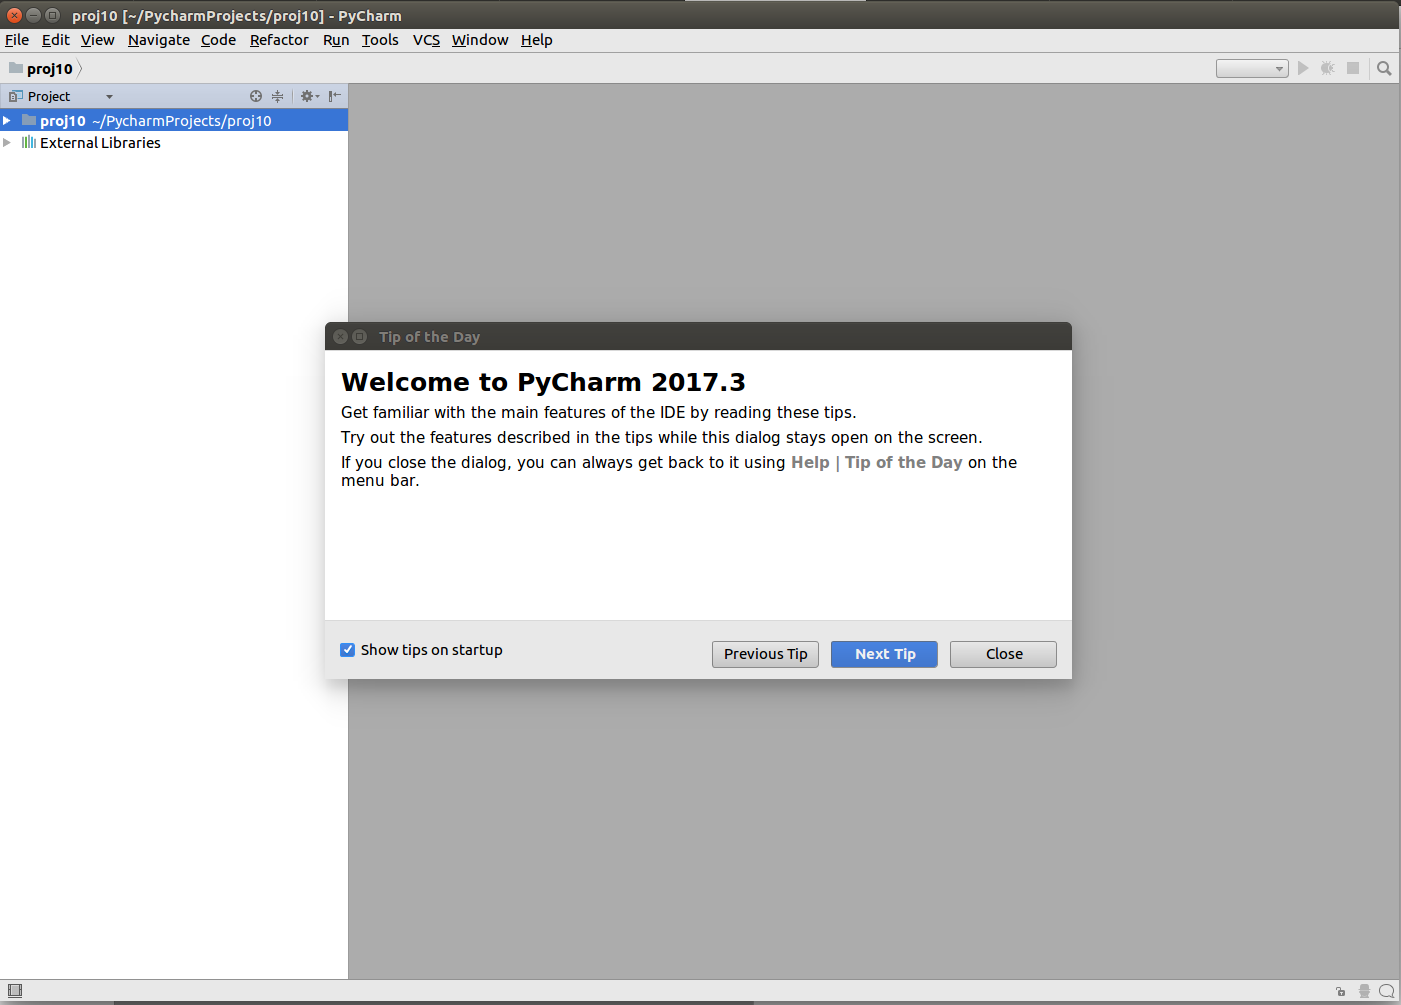 proj10 [~/PycharmProjects/proj10] - PyCharm
File Edit View Navigate Code Refactor Run Tools VCS Window Help
proj10
Project
proj10 ~/PycharmProjects/proj10
External Libraries
Tip of the Day
Welcome to PyCharm 2017.3
Get familiar with the main features of the IDE by reading these tips.
Try out the features described in the tips while this dialog stays open on the screen.
If you close the dialog, you can always get back to it using Help | Tip of the Day on the
menu bar.
Show tips on startup
Previous Tip Next Tip Close